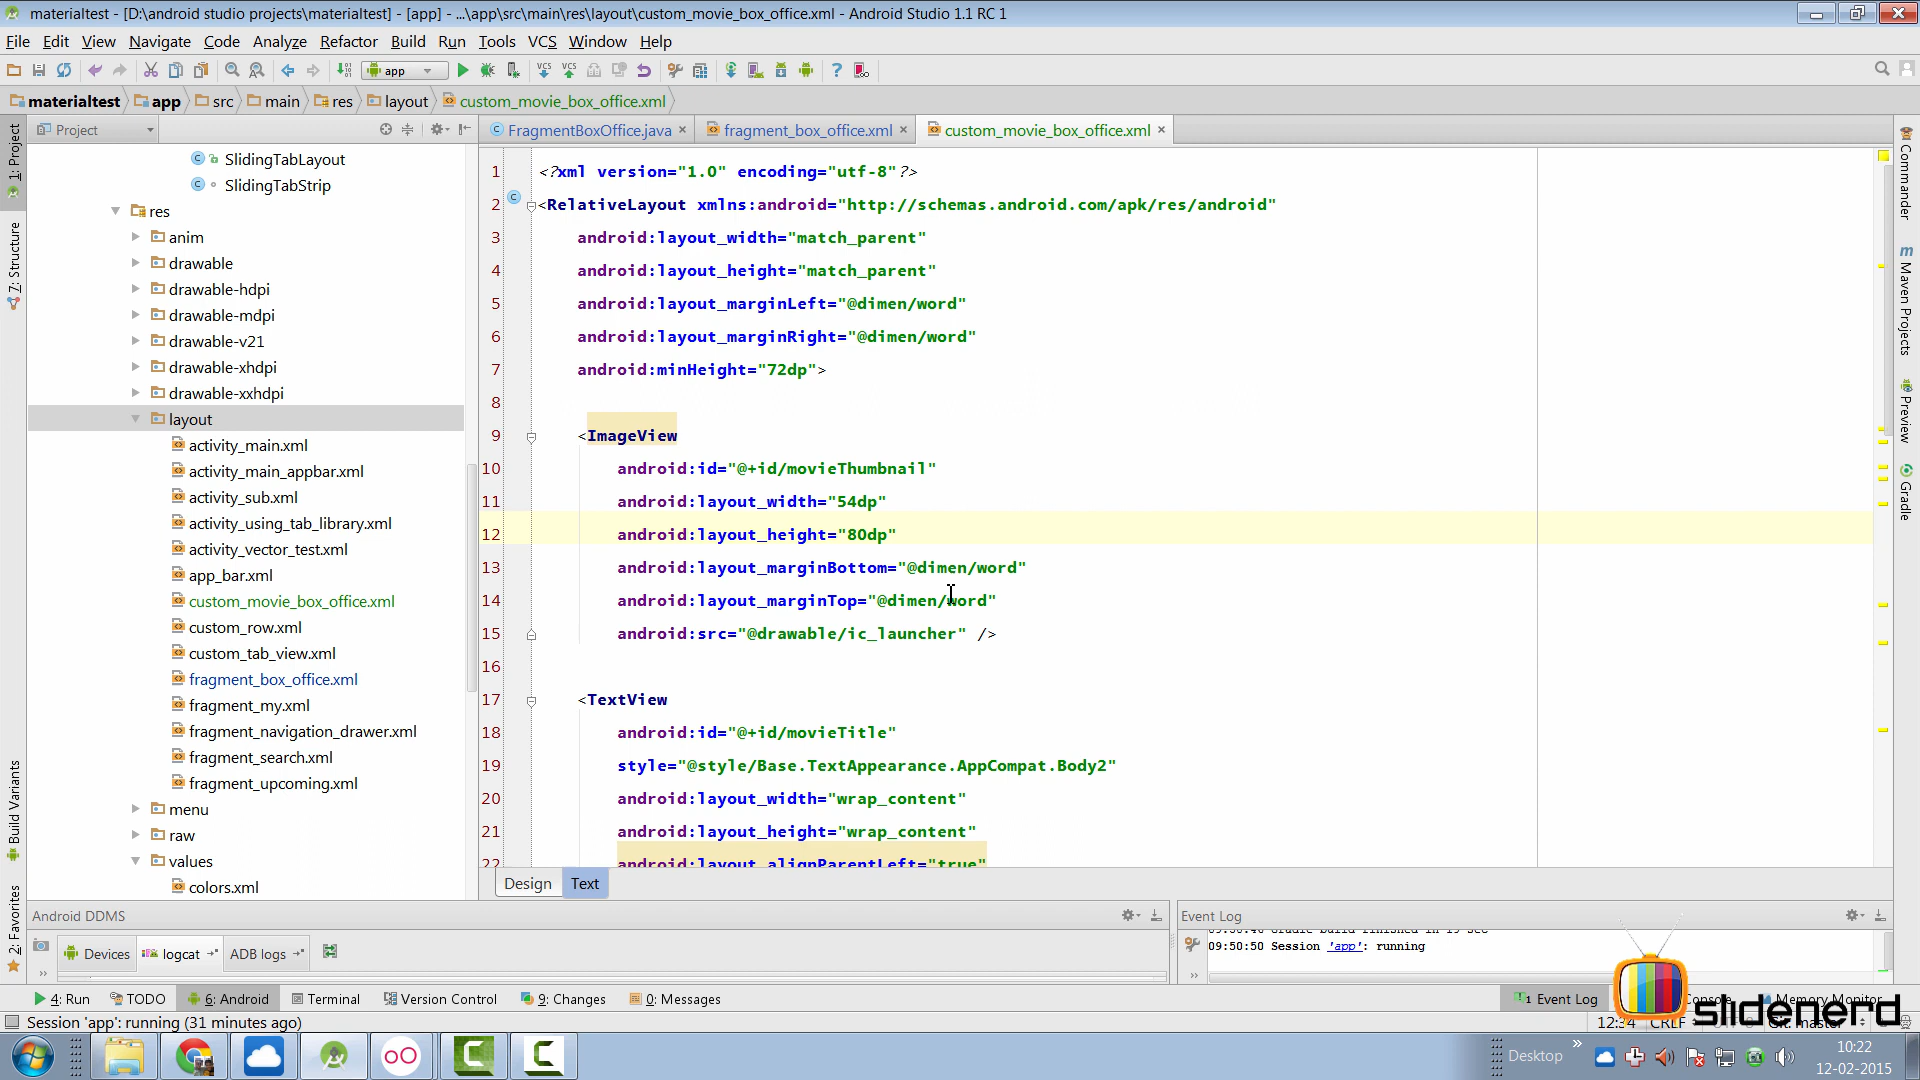 materialtest - [D:\android studio projects\materialtest] - [app] - ...\app\src\main\res\layout\custom_movie_box_office.xml - Android Studio 1.1 RC 1
File Edit View Navigate Code Analyze Refactor Build Run Tools VCS Window Help
app
materialtest app src main res layout custom_movie_box_office.xml
Project
FragmentBoxOffice.java fragment_box_office.xml custom_movie_box_office.xml
1: Project
7: Structure
Build Variants
2: Favorites
SlidingTabLayout
SlidingTabStrip
res
anim
drawable
drawable-hdpi
drawable-mdpi
drawable-v21
drawable-xhdpi
drawable-xxhdpi
layout
activity_main.xml
activity_main_appbar.xml
activity_sub.xml
activity_using_tab_library.xml
activity_vector_test.xml
app_bar.xml
custom_movie_box_office.xml
custom_row.xml
custom_tab_view.xml
fragment_box_office.xml
fragment_my.xml
fragment_navigation_drawer.xml
fragment_search.xml
fragment_upcoming.xml
menu
raw
values
colors.xml
1 <?xml version="1.0" encoding="utf-8"?>
2 <RelativeLayout xmlns:android="http://schemas.android.com/apk/res/android"
3 android:layout_width="match_parent"
4 android:layout_height="match_parent"
5 android:layout_marginLeft="@dimen/word"
6 android:layout_marginRight="@dimen/word"
7 android:minHeight="72dp">
8
9 <ImageView
10 android:id="@+id/movieThumbnail"
11 android:layout_width="54dp"
12 android:layout_height="80dp"
13 android:layout_marginBottom="@dimen/word"
14 android:layout_marginTop="@dimen/word"
15 android:src="@drawable/ic_launcher" />
16
17 <TextView
18 android:id="@+id/movieTitle"
19 style="@style/Base.TextAppearance.AppCompat.Body2"
20 android:layout_width="wrap_content"
21 android:layout_height="wrap_content"
22 android:layout_alignParentLeft="true"
Commander
Maven Projects
Preview
Gradle
Design Text
Android DDMS
Devices logcat ADB logs
Event Log
09:50:50 Session 'app': running
4: Run TODO 6: Android Terminal Version Control 9: Changes 0: Messages
1 Event Log Console Memory Monitor
Session 'app': running (31 minutes ago)
12:34 CRLF Git: master
slidenerd
Desktop
10:22
12-02-2015